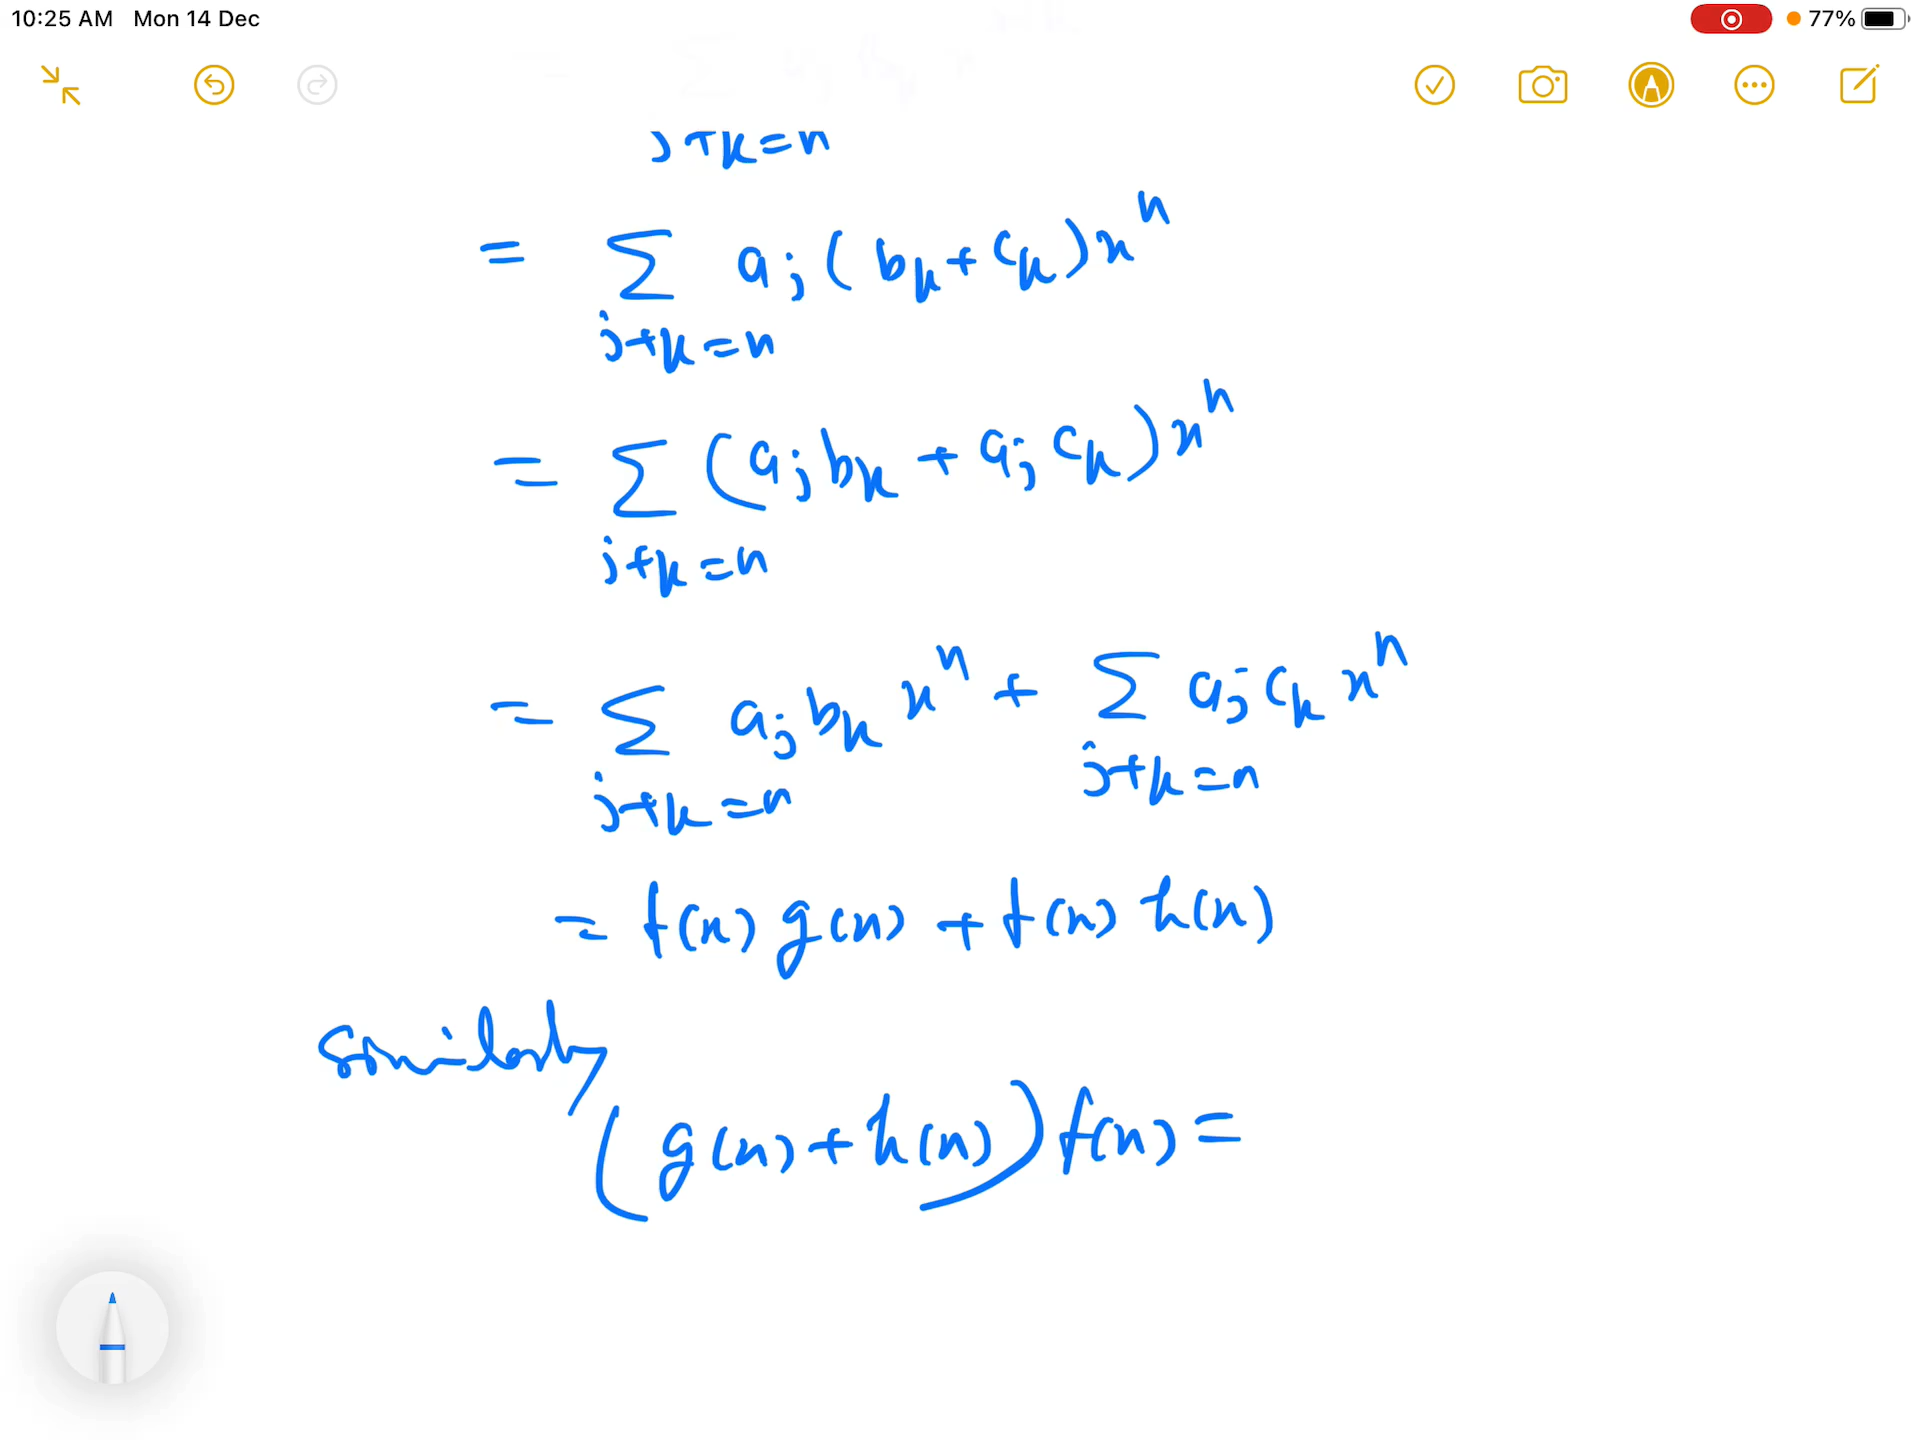 10:25 AM Mon 14 Dec 77%
j+k=n
= Σ aj(bk+ck)x^n
j+k=n
= Σ (ajbk + ajck)x^n
j+k=n
= Σ ajbk x^n + Σ ajck x^n
j+k=n j+k=n
= f(x) g(x) + f(x) h(x)
Similarly
(g(x)+h(x))f(x)=